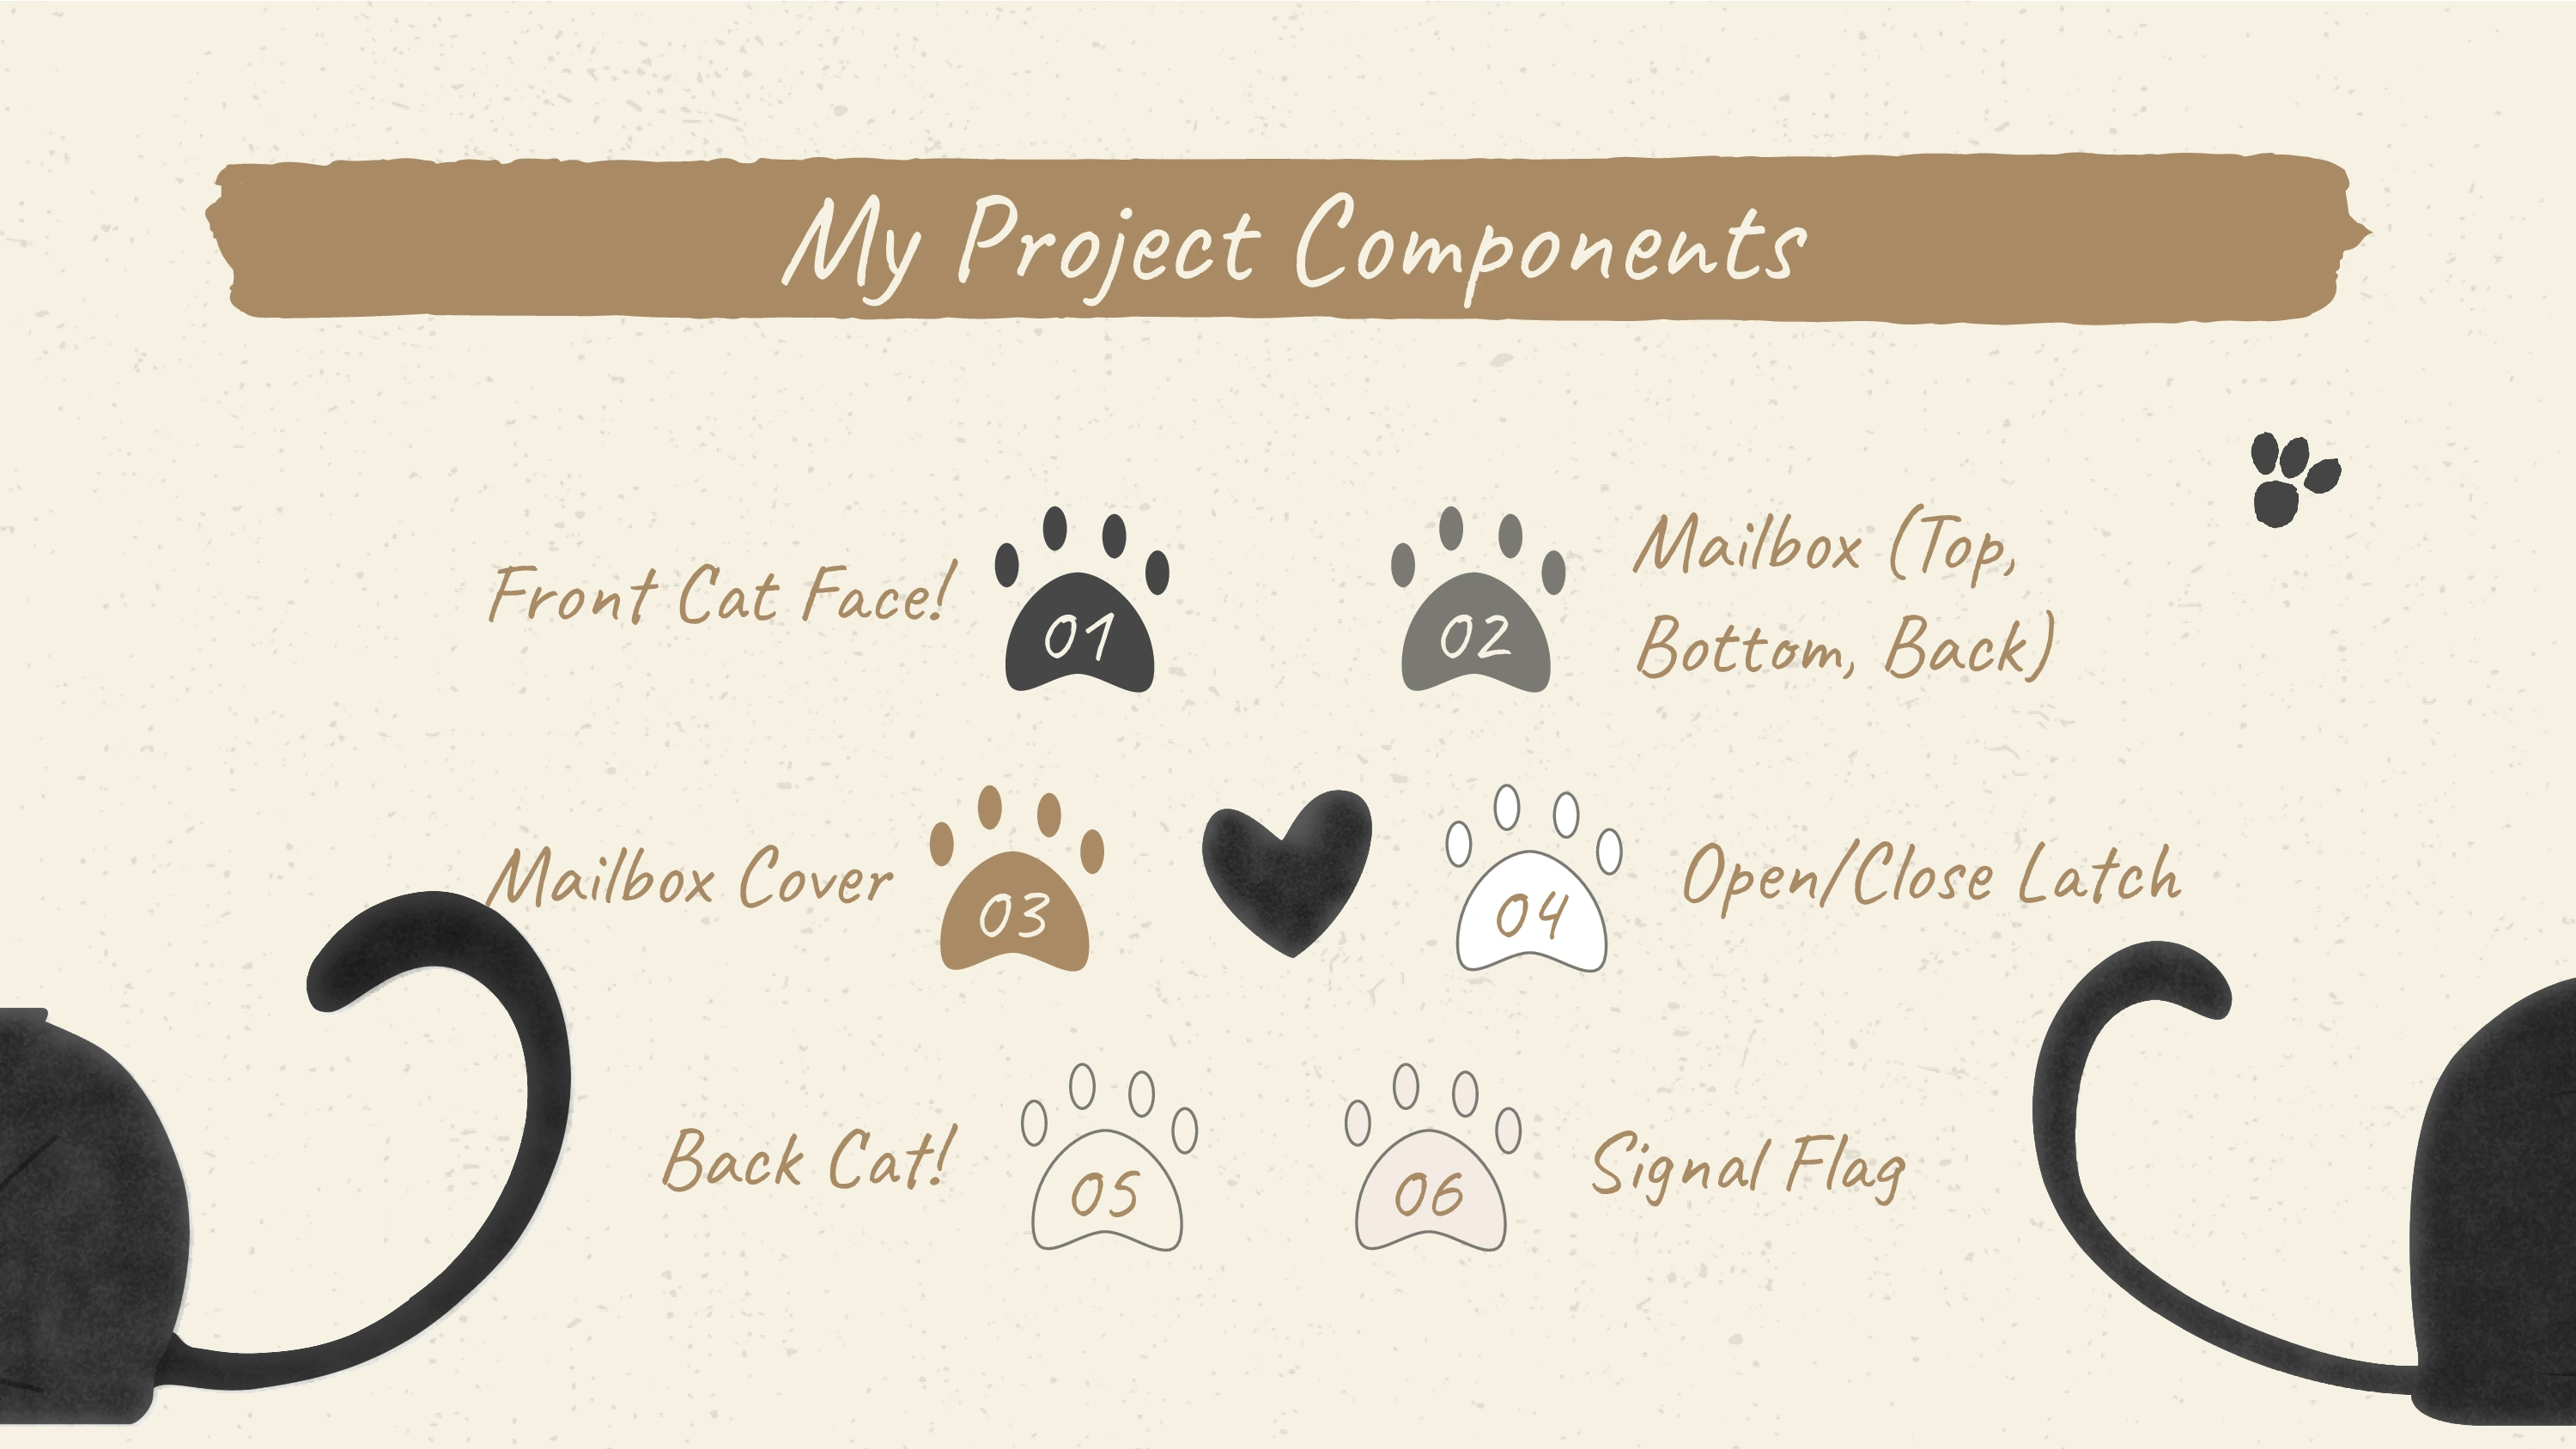 My Project Components
Front Cat Face!
01
02
Mailbox (Top,
Bottom, Back)
Mailbox Cover
03
04
Open/Close Latch
Back Cat!
05
06
Signal Flag